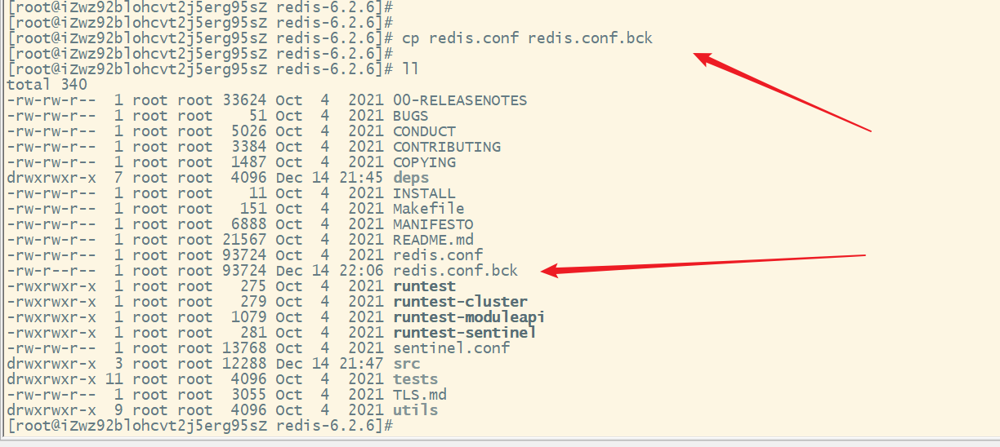 [root@iZwz92blohcvt2j5erg95sZ redis-6.2.6]#
[root@iZwz92blohcvt2j5erg95sZ redis-6.2.6]#
[root@iZwz92blohcvt2j5erg95sZ redis-6.2.6]# cp redis.conf redis.conf.bck
[root@iZwz92blohcvt2j5erg95sZ redis-6.2.6]#
[root@iZwz92blohcvt2j5erg95sZ redis-6.2.6]# ll
total 340
-rw-rw-r--  1 root root 33624 Oct  4  2021 00-RELEASENOTES
-rw-rw-r--  1 root root    51 Oct  4  2021 BUGS
-rw-rw-r--  1 root root  5026 Oct  4  2021 CONDUCT
-rw-rw-r--  1 root root  3384 Oct  4  2021 CONTRIBUTING
-rw-rw-r--  1 root root  1487 Oct  4  2021 COPYING
drwxrwxr-x  7 root root  4096 Dec 14 21:45 deps
-rw-rw-r--  1 root root    11 Oct  4  2021 INSTALL
-rw-rw-r--  1 root root   151 Oct  4  2021 Makefile
-rw-rw-r--  1 root root  6888 Oct  4  2021 MANIFESTO
-rw-rw-r--  1 root root 21567 Oct  4  2021 README.md
-rw-rw-r--  1 root root 93724 Oct  4  2021 redis.conf
-rw-r--r--  1 root root 93724 Dec 14 22:06 redis.conf.bck
-rwxrwxr-x  1 root root   275 Oct  4  2021 runtest
-rwxrwxr-x  1 root root   279 Oct  4  2021 runtest-cluster
-rwxrwxr-x  1 root root  1079 Oct  4  2021 runtest-moduleapi
-rwxrwxr-x  1 root root   281 Oct  4  2021 runtest-sentinel
-rw-rw-r--  1 root root 13768 Oct  4  2021 sentinel.conf
drwxrwxr-x  3 root root 12288 Dec 14 21:47 src
drwxrwxr-x 11 root root  4096 Oct  4  2021 tests
-rw-rw-r--  1 root root  3055 Oct  4  2021 TLS.md
drwxrwxr-x  9 root root  4096 Oct  4  2021 utils
[root@iZwz92blohcvt2j5erg95sZ redis-6.2.6]#